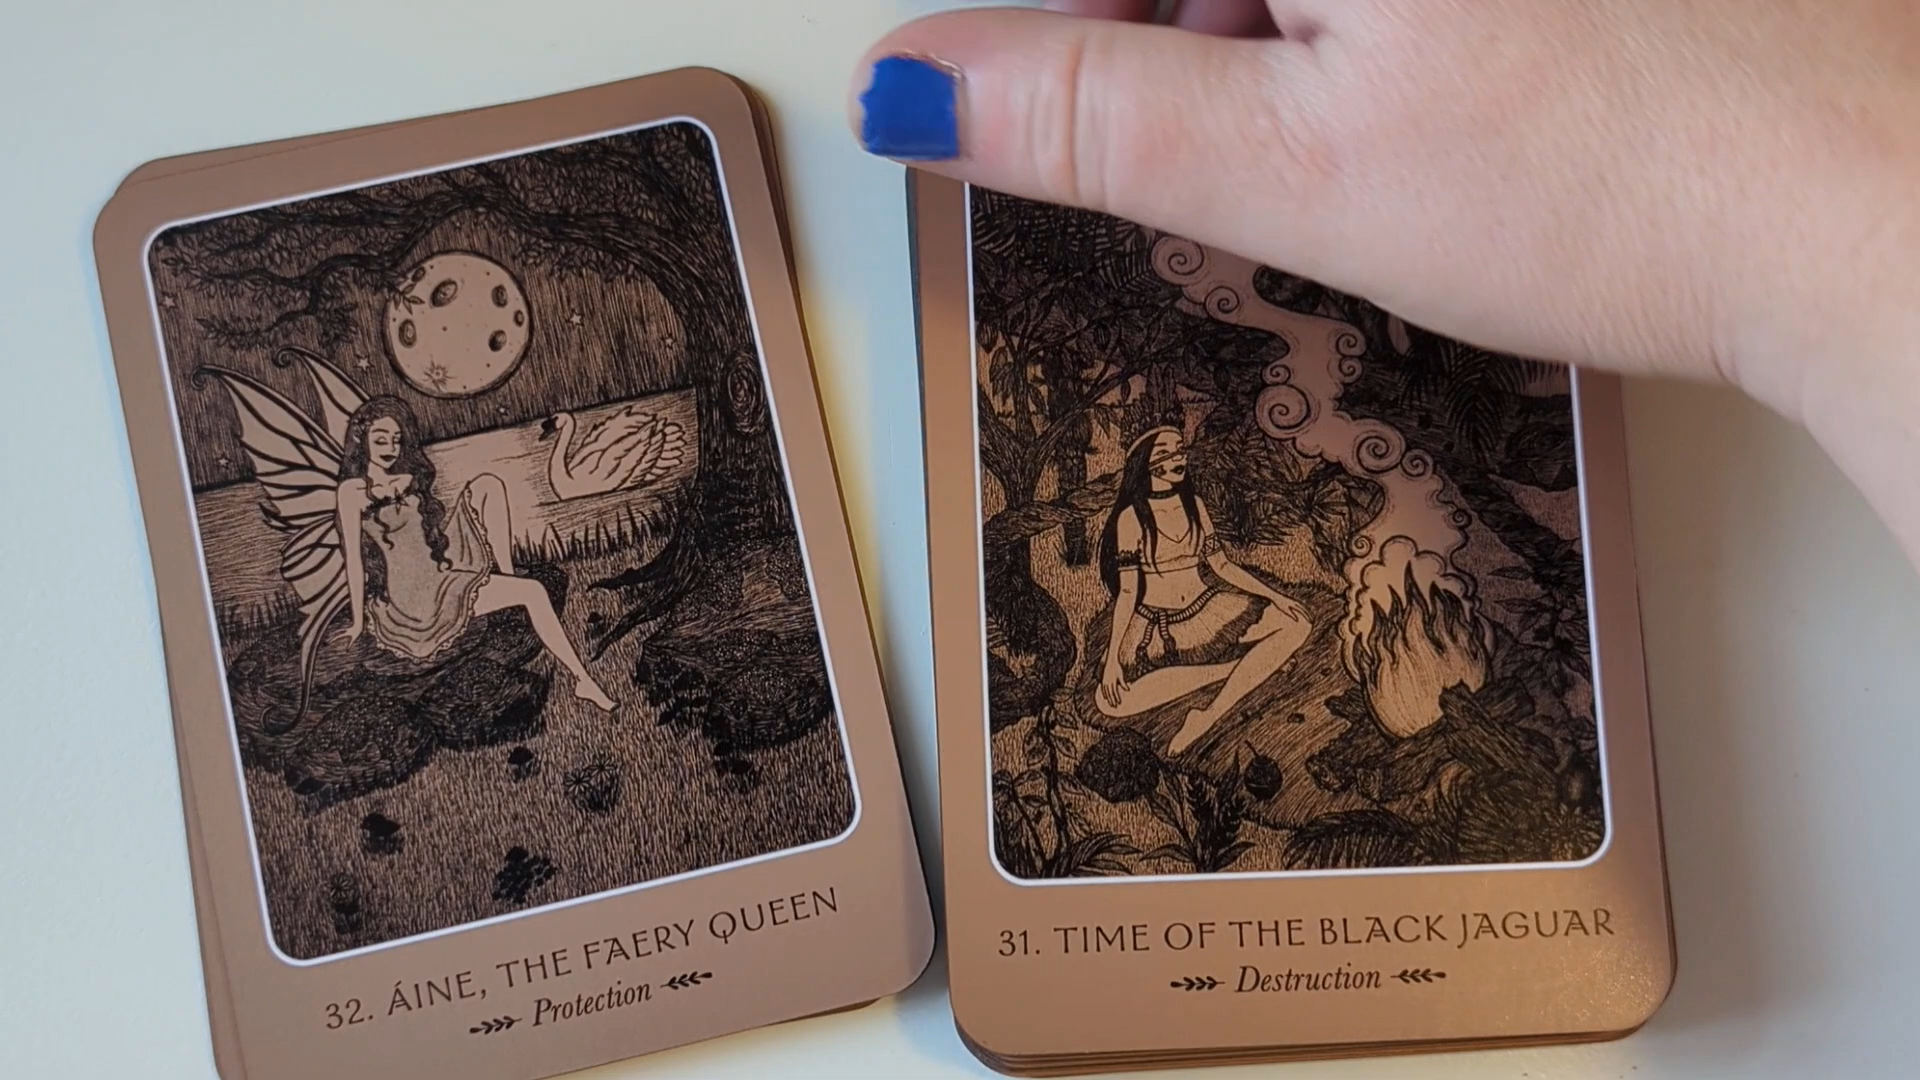 32. ÁINE, THE FAERY QUEEN
Protection
31. TIME OF THE BLACK JAGUAR
Destruction